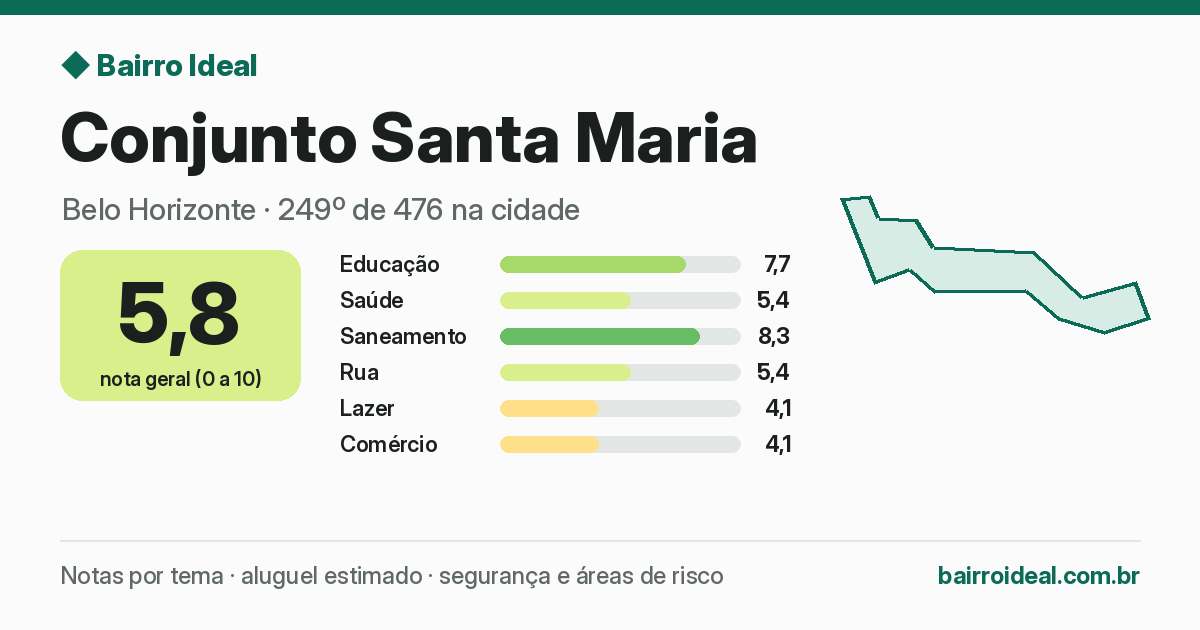 Bairro Ideal
Conjunto Santa Maria
Belo Horizonte · 249º de 476 na cidade
5,8
nota geral (0 a 10)
Educação 7,7
Saúde 5,4
Saneamento 8,3
Rua 5,4
Lazer 4,1
Comércio 4,1
Notas por tema · aluguel estimado · segurança e áreas de risco
bairroideal.com.br